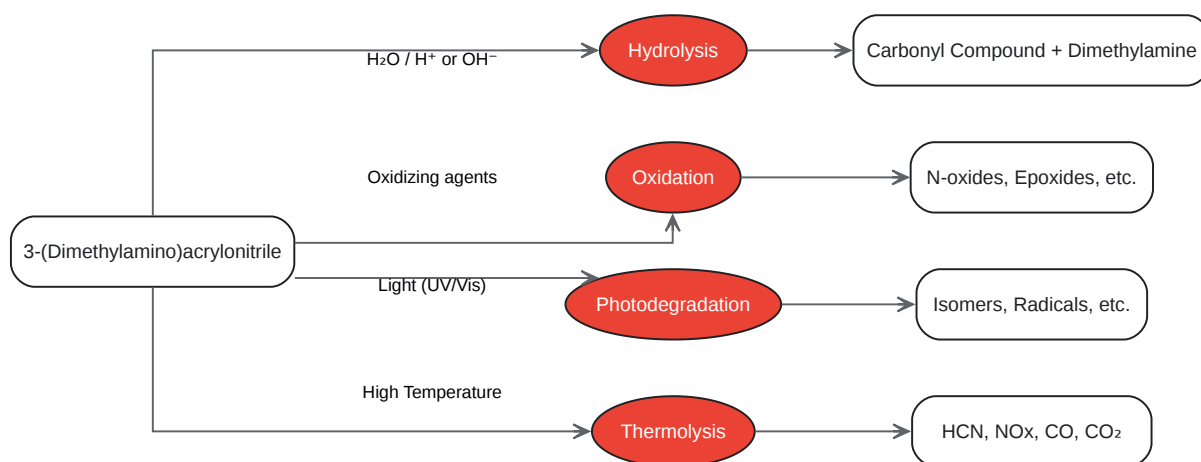 H₂O / H⁺ or OH⁻
Hydrolysis
Carbonyl Compound + Dimethylamine
Oxidizing agents
Oxidation
N-oxides, Epoxides, etc.
3-(Dimethylamino)acrylonitrile
Light (UV/Vis)
Photodegradation
Isomers, Radicals, etc.
High Temperature
Thermolysis
HCN, NOx, CO, CO₂